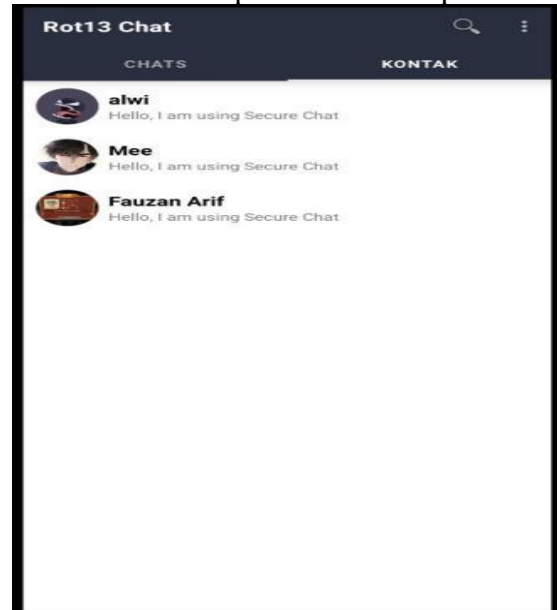 Rot13 Chat
CHATS KONTAK
alwi
Hello, I am using Secure Chat
Mee
Hello, I am using Secure Chat
Fauzan Arif
Hello, I am using Secure Chat